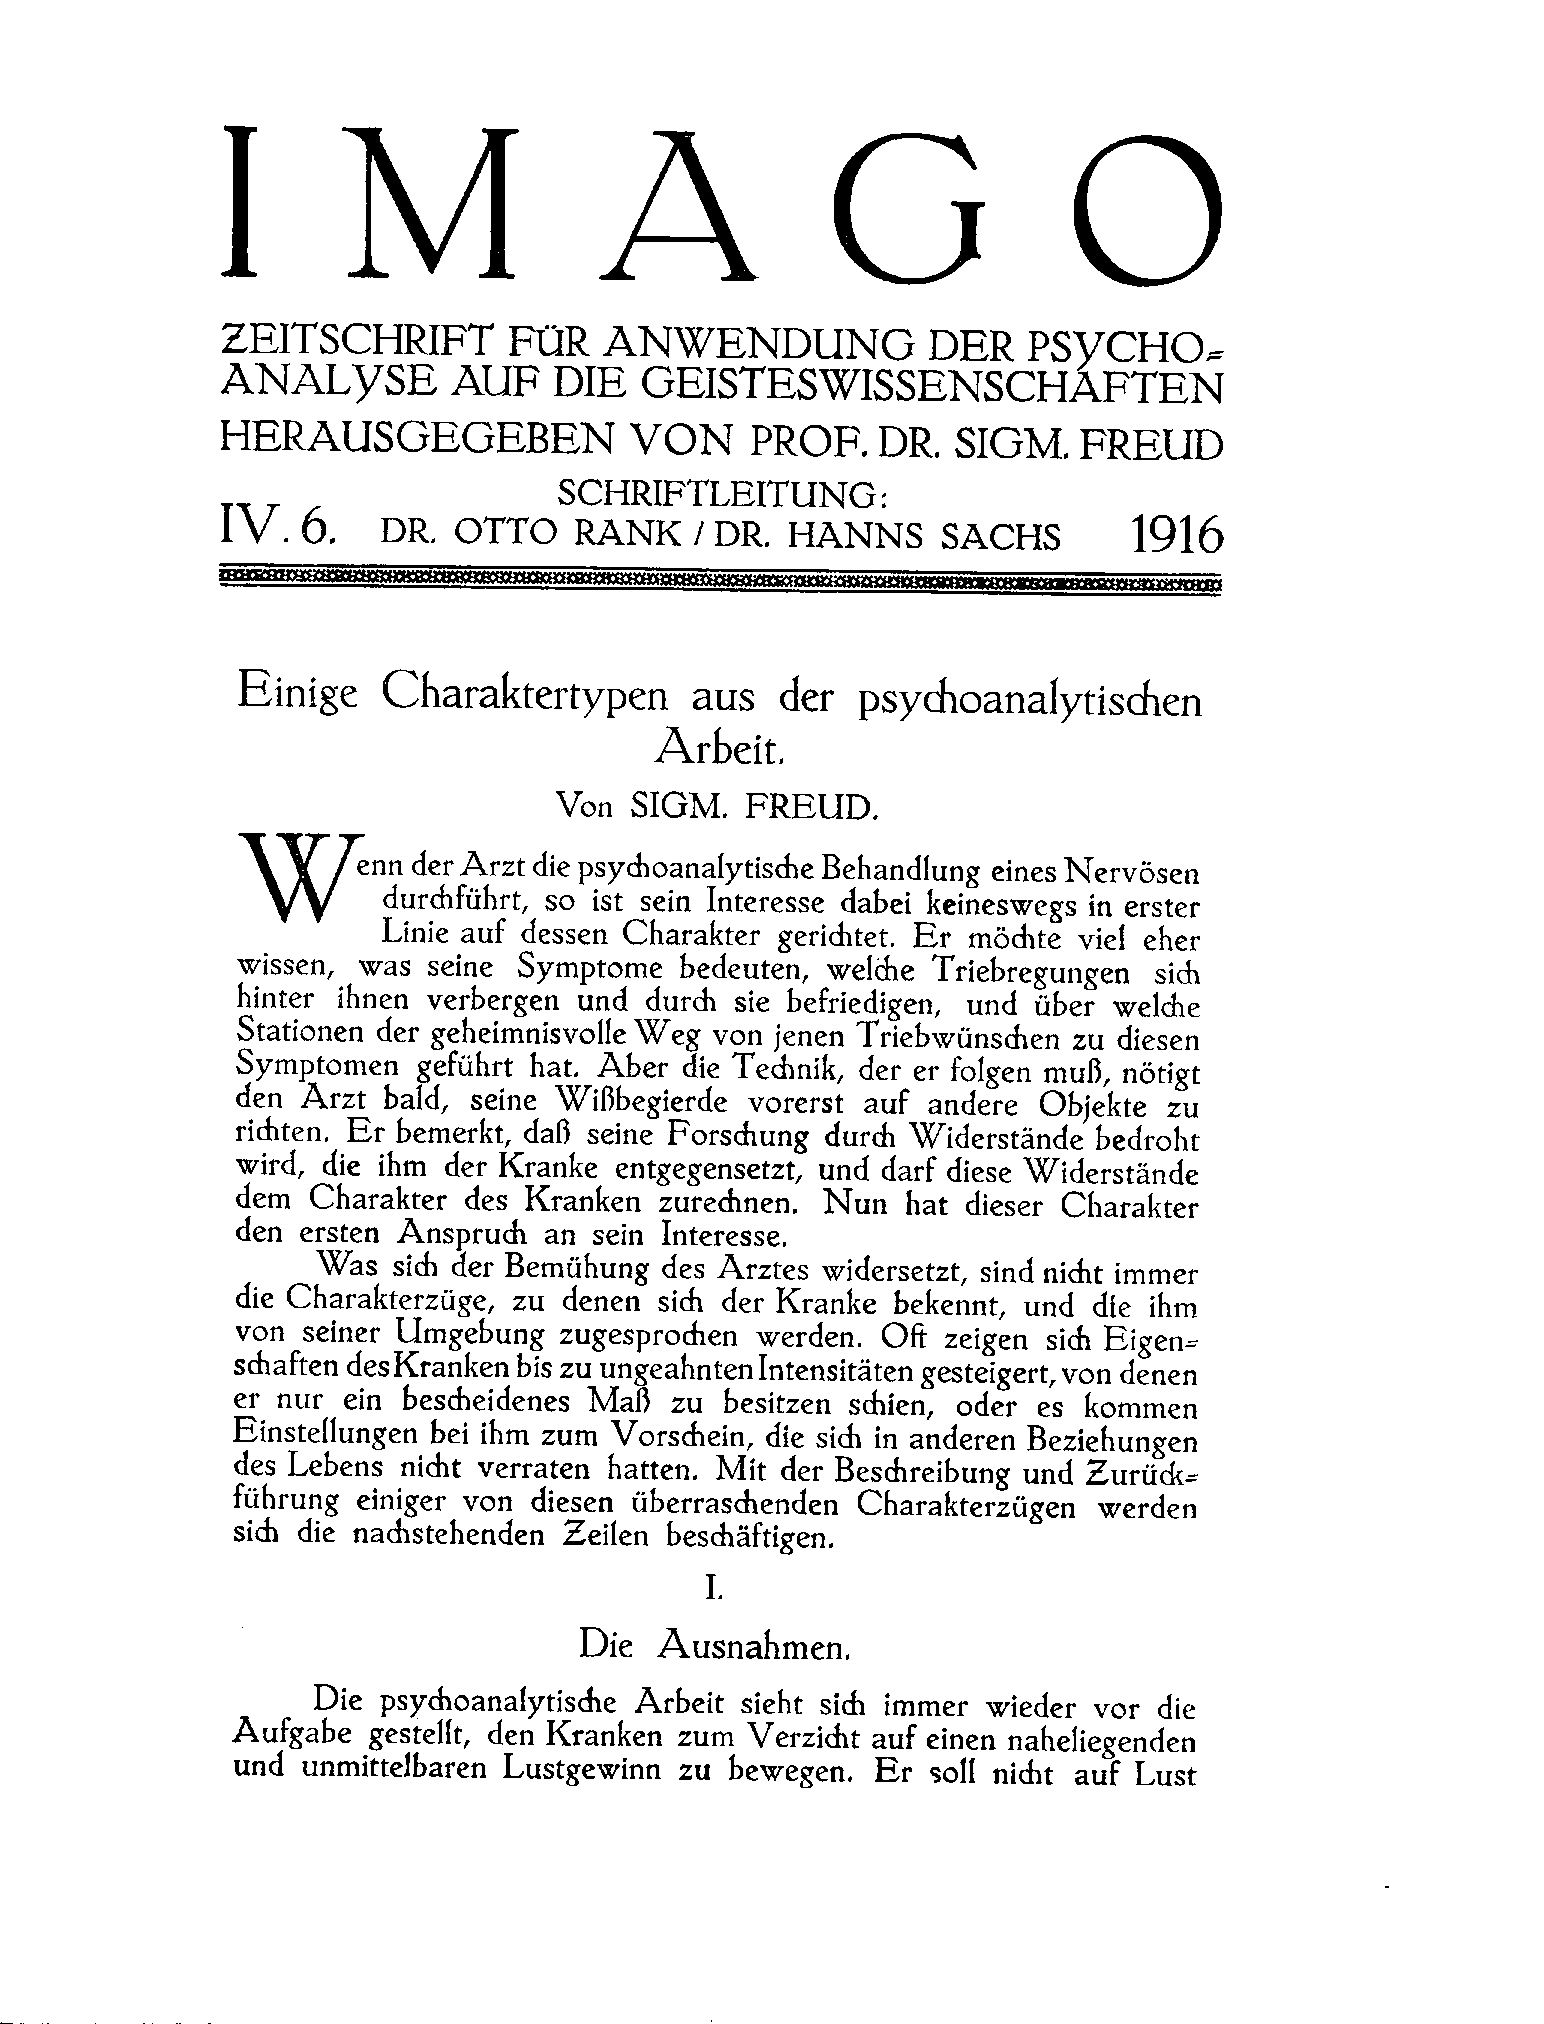 IMAGO
ZEITSCHRIFT FÜR ANWENDUNG DER PSYCHO-
ANALYSE AUF DIE GEISTESWISSENSCHAFTEN
HERAUSGEGEBEN VON PROF. DR. SIGM. FREUD
SCHRIFTLEITUNG:
IV. 6. DR. OTTO RANK / DR. HANNS SACHS 1916
Einige Charaktertypen aus der psychoanalytischen
Arbeit.
Von SIGM. FREUD.
Wenn der Arzt die psychoanalytische Behandlung eines Nervösen
durchführt, so ist sein Interesse dabei keineswegs in erster
Linie auf dessen Charakter gerichtet. Er möchte viel eher
wissen, was seine Symptome bedeuten, welche Triebregungen sich
hinter ihnen verbergen und durch sie befriedigen, und über welche
Stationen der geheimnisvolle Weg von jenen Triebwünschen zu diesen
Symptomen geführt hat. Aber die Technik, der er folgen muß, nötigt
den Arzt bald, seine Wißbegierde vorerst auf andere Objekte zu
richten. Er bemerkt, daß seine Forschung durch Widerstände bedroht
wird, die ihm der Kranke entgegensetzt, und darf diese Widerstände
dem Charakter des Kranken zurechnen. Nun hat dieser Charakter
den ersten Anspruch an sein Interesse.
Was sich der Bemühung des Arztes widersetzt, sind nicht immer
die Charakterzüge, zu denen sich der Kranke bekennt, und die ihm
von seiner Umgebung zugesprochen werden. Oft zeigen sich Eigen-
schaften des Kranken bis zu ungeahnten Intensitäten gesteigert, von denen
er nur ein bescheidenes Maß zu besitzen schien, oder es kommen
Einstellungen bei ihm zum Vorschein, die sich in anderen Beziehungen
des Lebens nicht verraten hatten. Mit der Beschreibung und Zurück-
führung einiger von diesen überraschenden Charakterzügen werden
sich die nachstehenden Zeilen beschäftigen.
I.
Die Ausnahmen.
Die psychoanalytische Arbeit sieht sich immer wieder vor die
Aufgabe gestellt, den Kranken zum Verzicht auf einen naheliegenden
und unmittelbaren Lustgewinn zu bewegen. Er soll nicht auf Lust